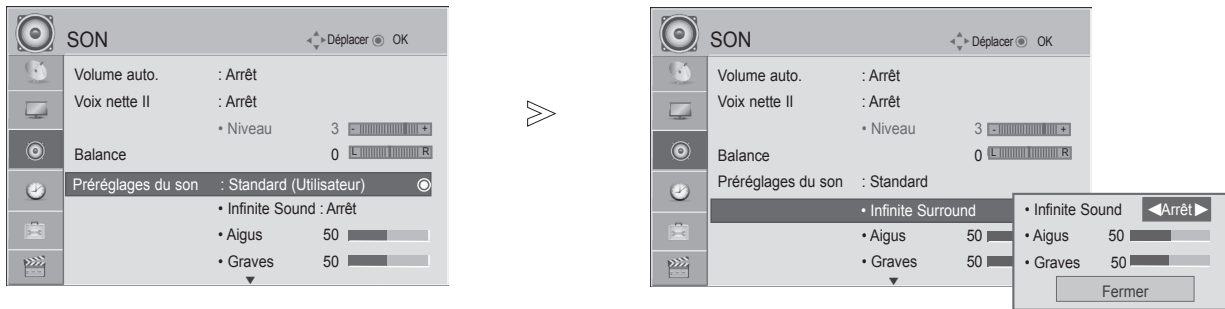 SON
Déplacer OK
Volume auto. : Arrêt
Voix nette II : Arrêt
• Niveau 3 - +
Balance 0 L R
Préréglages du son : Standard (Utilisateur)
• Infinite Sound : Arrêt
• Aigus 50
• Graves 50
SON
Déplacer OK
Volume auto. : Arrêt
Voix nette II : Arrêt
• Niveau 3 - +
Balance 0 L R
Préréglages du son : Standard
• Infinite Surround
• Aigus 50
• Graves 50
• Infinite Sound ◀Arrêt▶
• Aigus 50
• Graves 50
Fermer